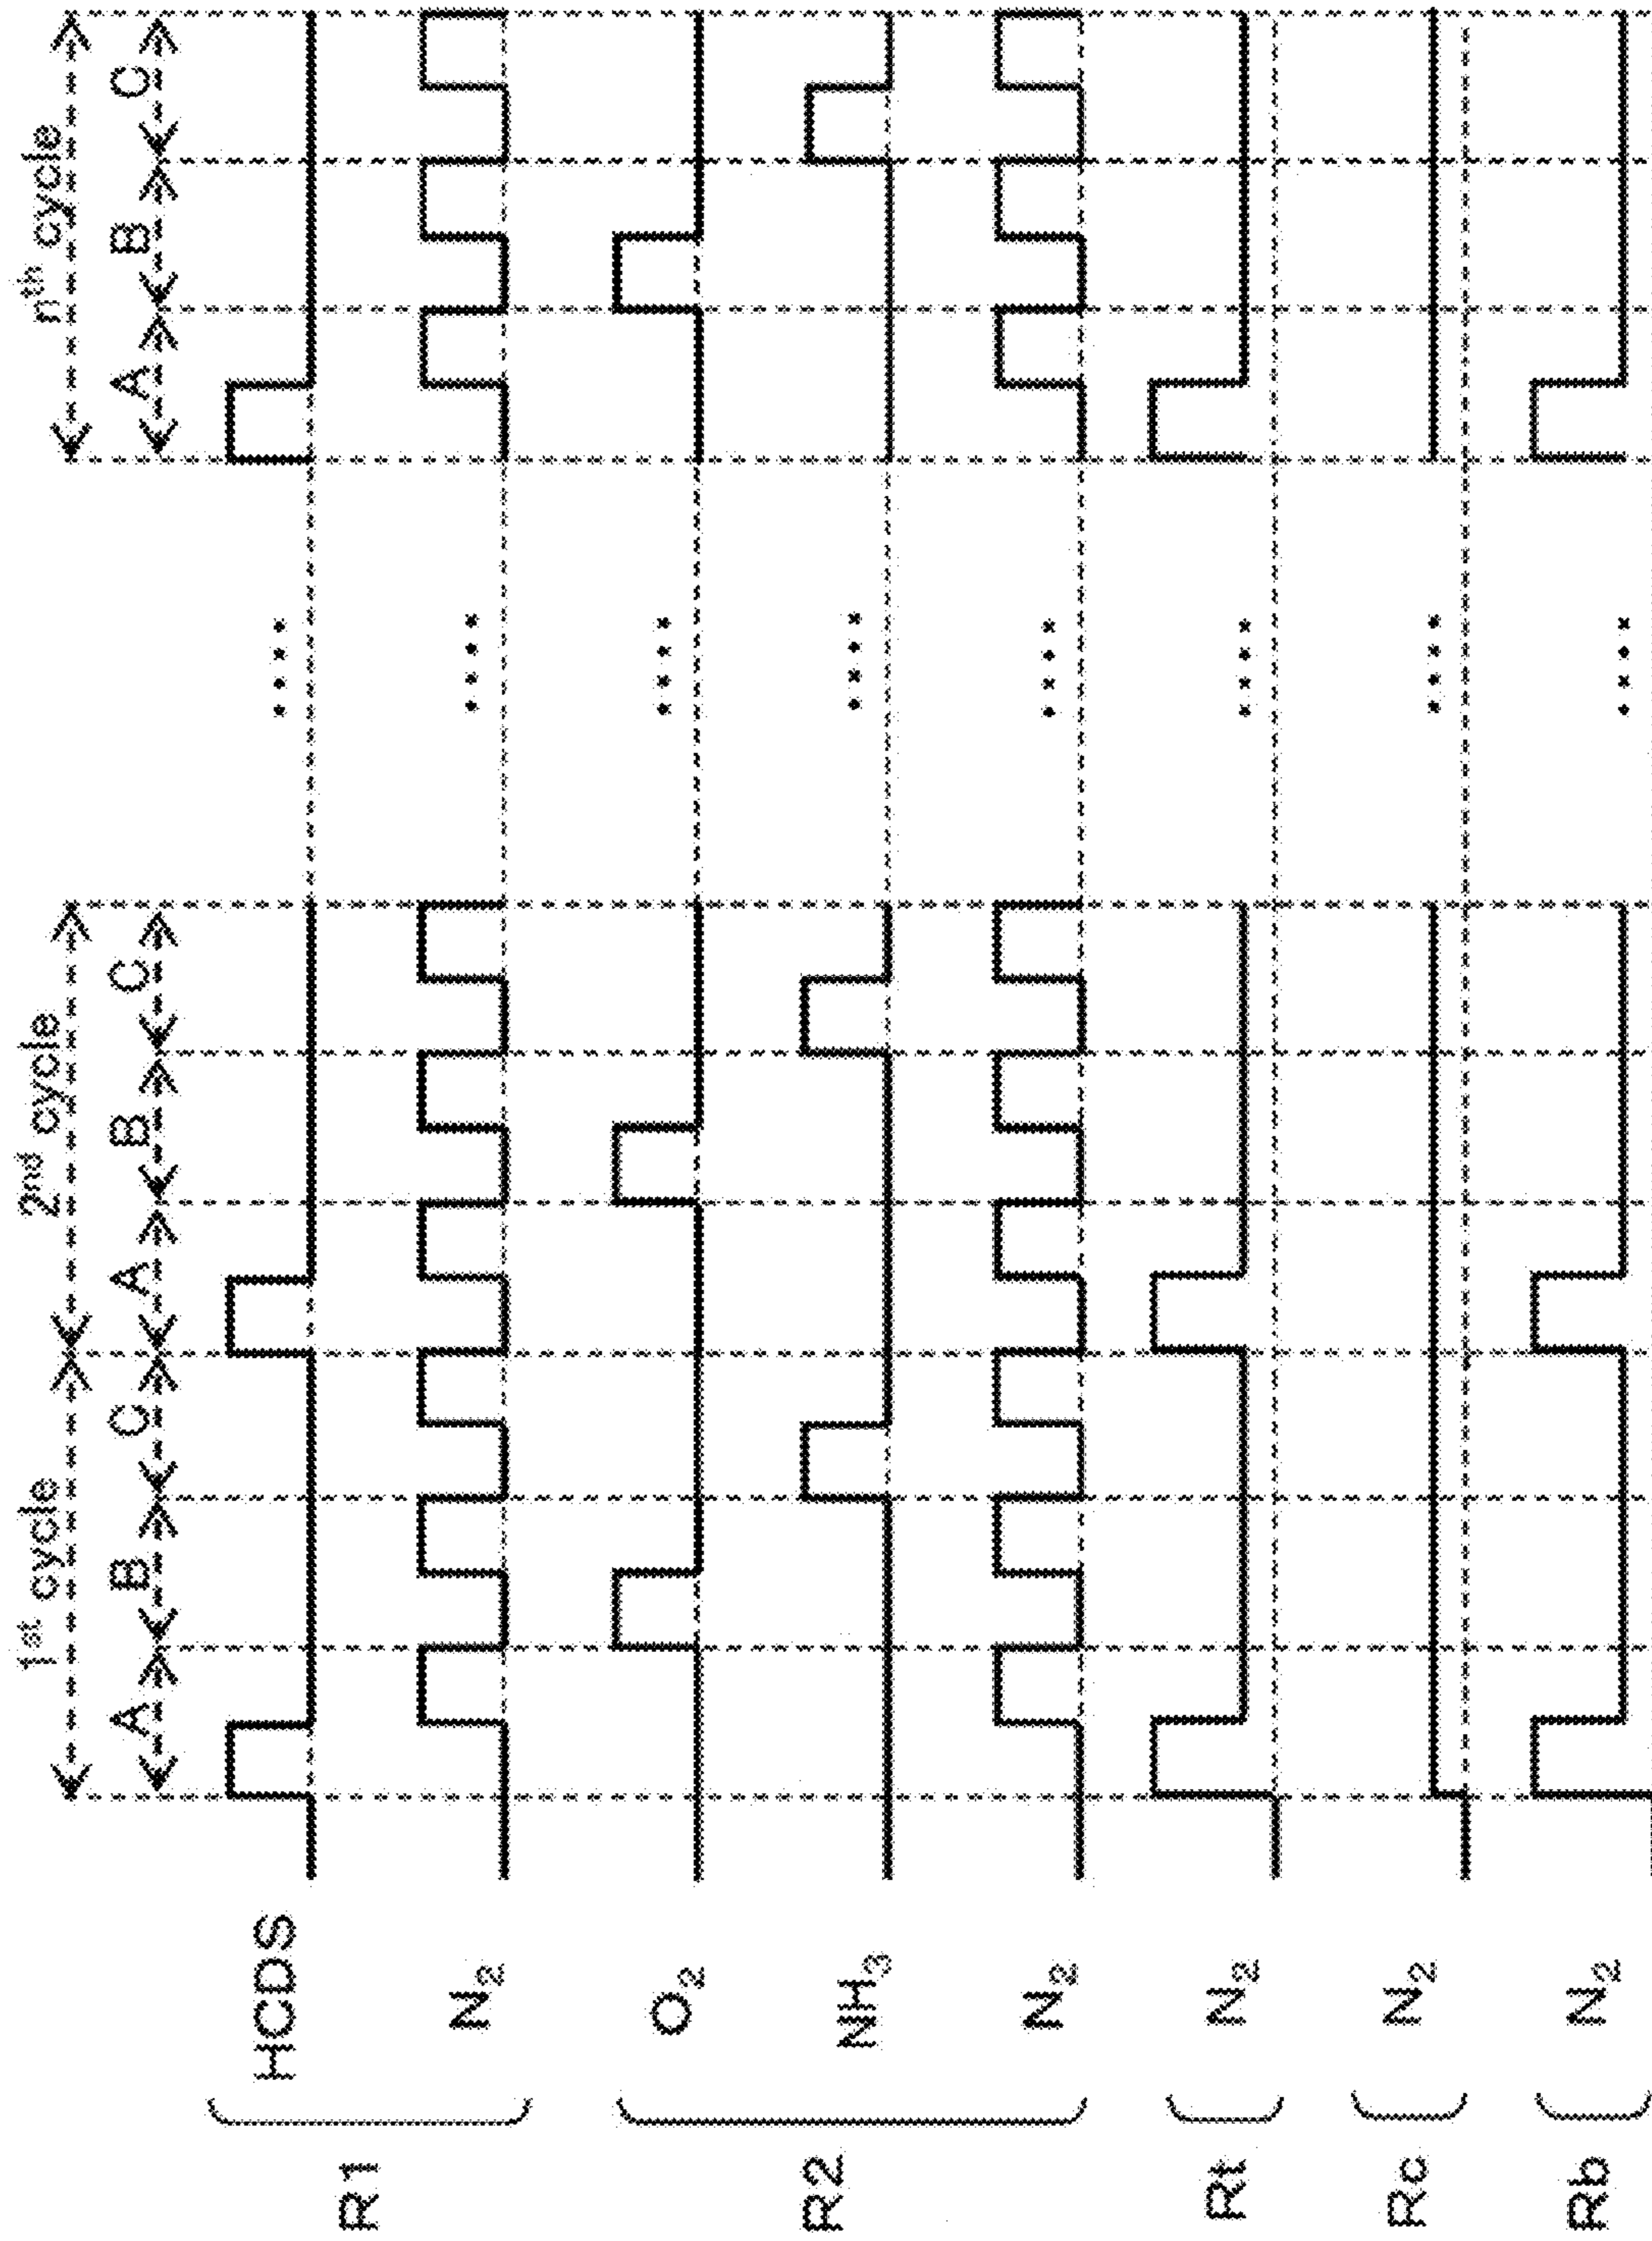 1st cycle 2nd cycle nth cycle
A B C A B C A B C
R1 HCDS
N2
R2 O2
NH3
N2
Rt N2
Rc N2
Rb N2